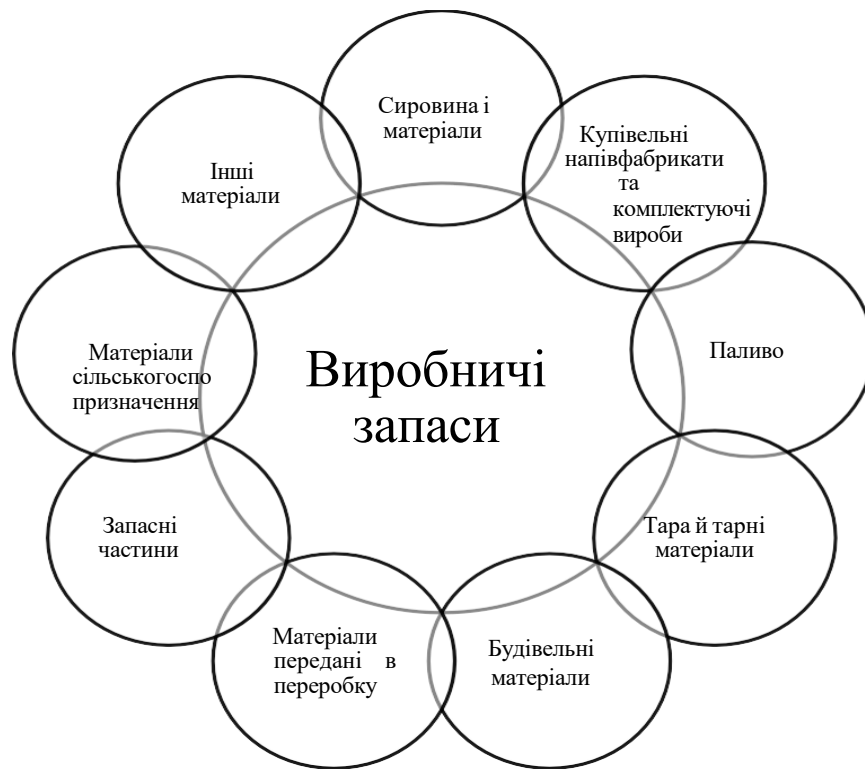 Сировина і
матеріали
Купівельні
напівфабрикати
та
комплектуючі
вироби
Паливо
Тара й тарні
матеріали
Будівельні
матеріали
Матеріали
передані в
переробку
Запасні
частини
Матеріали
сільськогоспо
призначення
Інші
матеріали
Виробничі
запаси